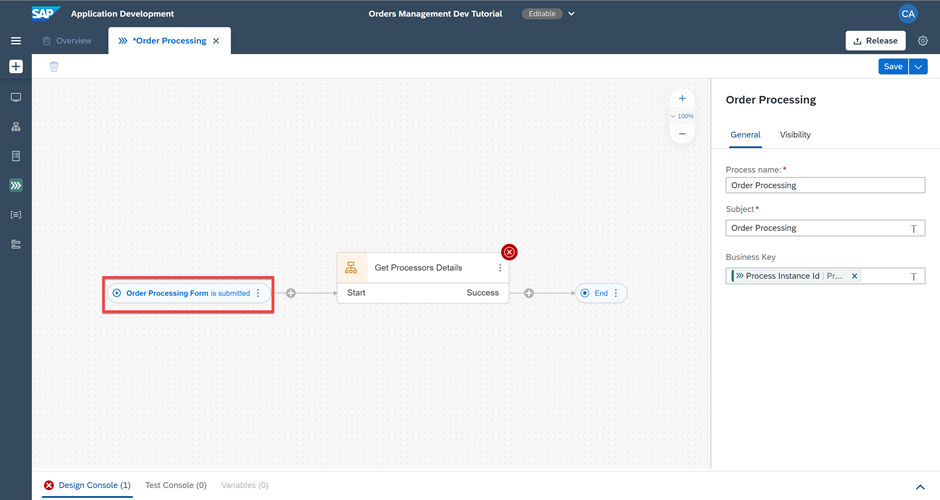 SAP Application Development
Orders Management Dev Tutorial
Editable
CA
Overview
*Order Processing
Release
Save
100%
Order Processing
General
Visibility
Process name:*
Order Processing
Subject*
Order Processing
T
Business Key
Process Instance Id | Pr...
T
Get Processors Details
Start
Success
Order Processing Form is submitted
End
Design Console (1)
Test Console (0)
Variables (0)